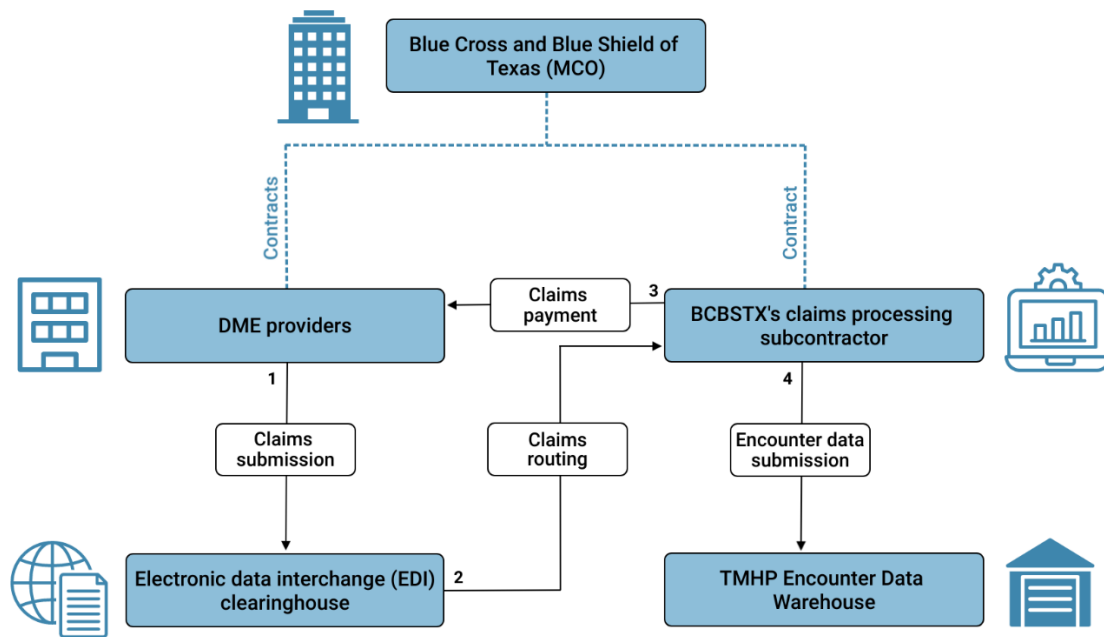 Blue Cross and Blue Shield of
Texas (MCO)
Contracts
Contract
DME providers
Claims
payment
3
BCBSTX's claims processing
subcontractor
1
4
Claims
submission
Claims
routing
Encounter data
submission
Electronic data interchange (EDI)
clearinghouse
2
TMHP Encounter Data
Warehouse